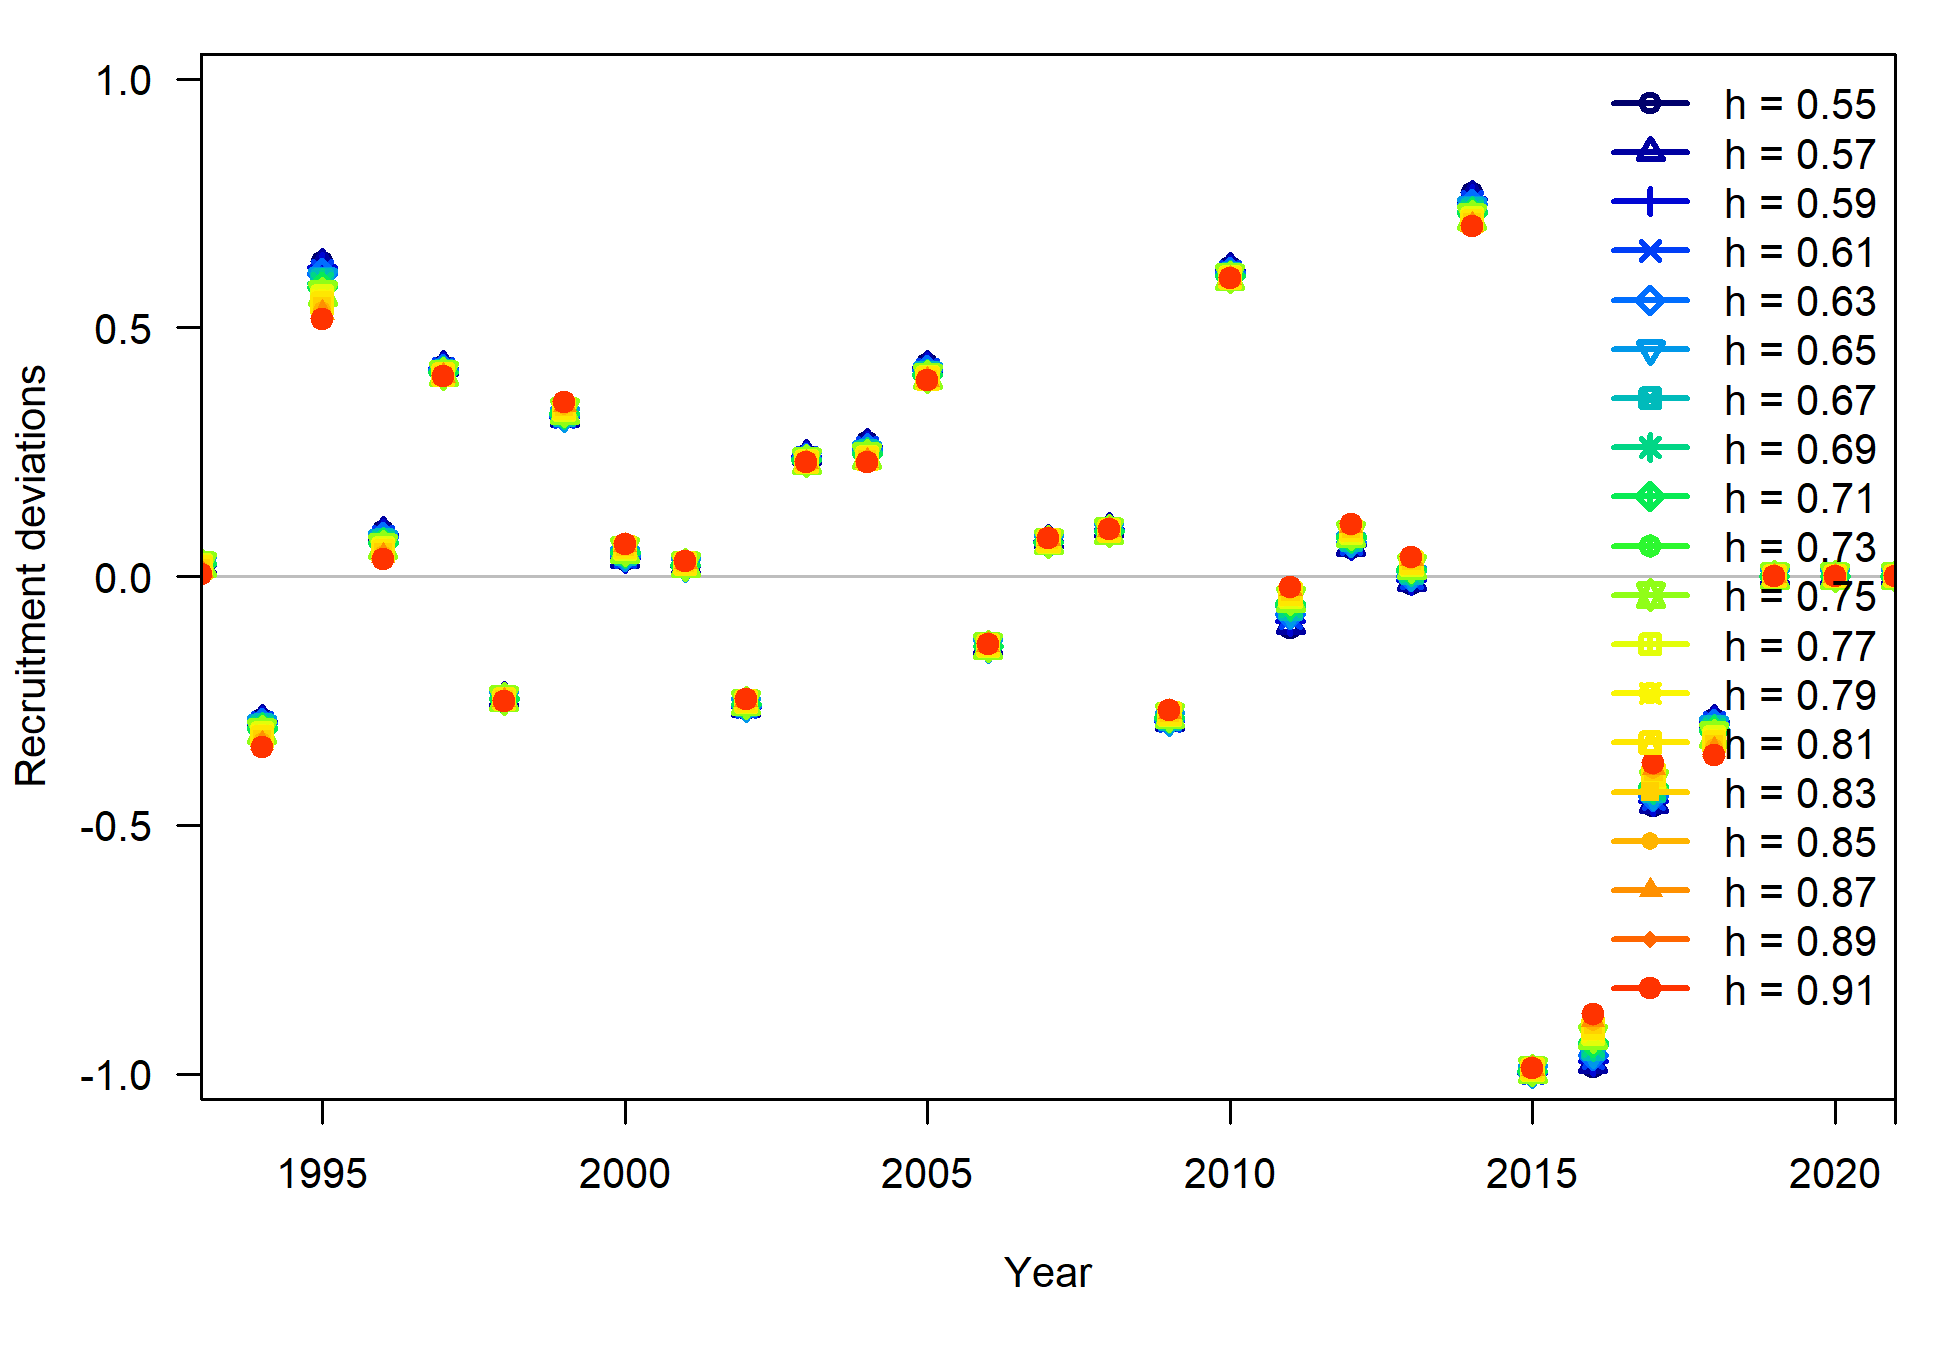 1.0
0.5
0.0
-0.5
-1.0
Recruitment deviations
h = 0.55
h = 0.57
h = 0.59
h = 0.61
h = 0.63
h = 0.65
h = 0.67
h = 0.69
h = 0.71
h = 0.73
h = 0.75
h = 0.77
h = 0.79
h = 0.81
h = 0.83
h = 0.85
h = 0.87
h = 0.89
h = 0.91
1995 2000 2005 2010 2015 2020
Year